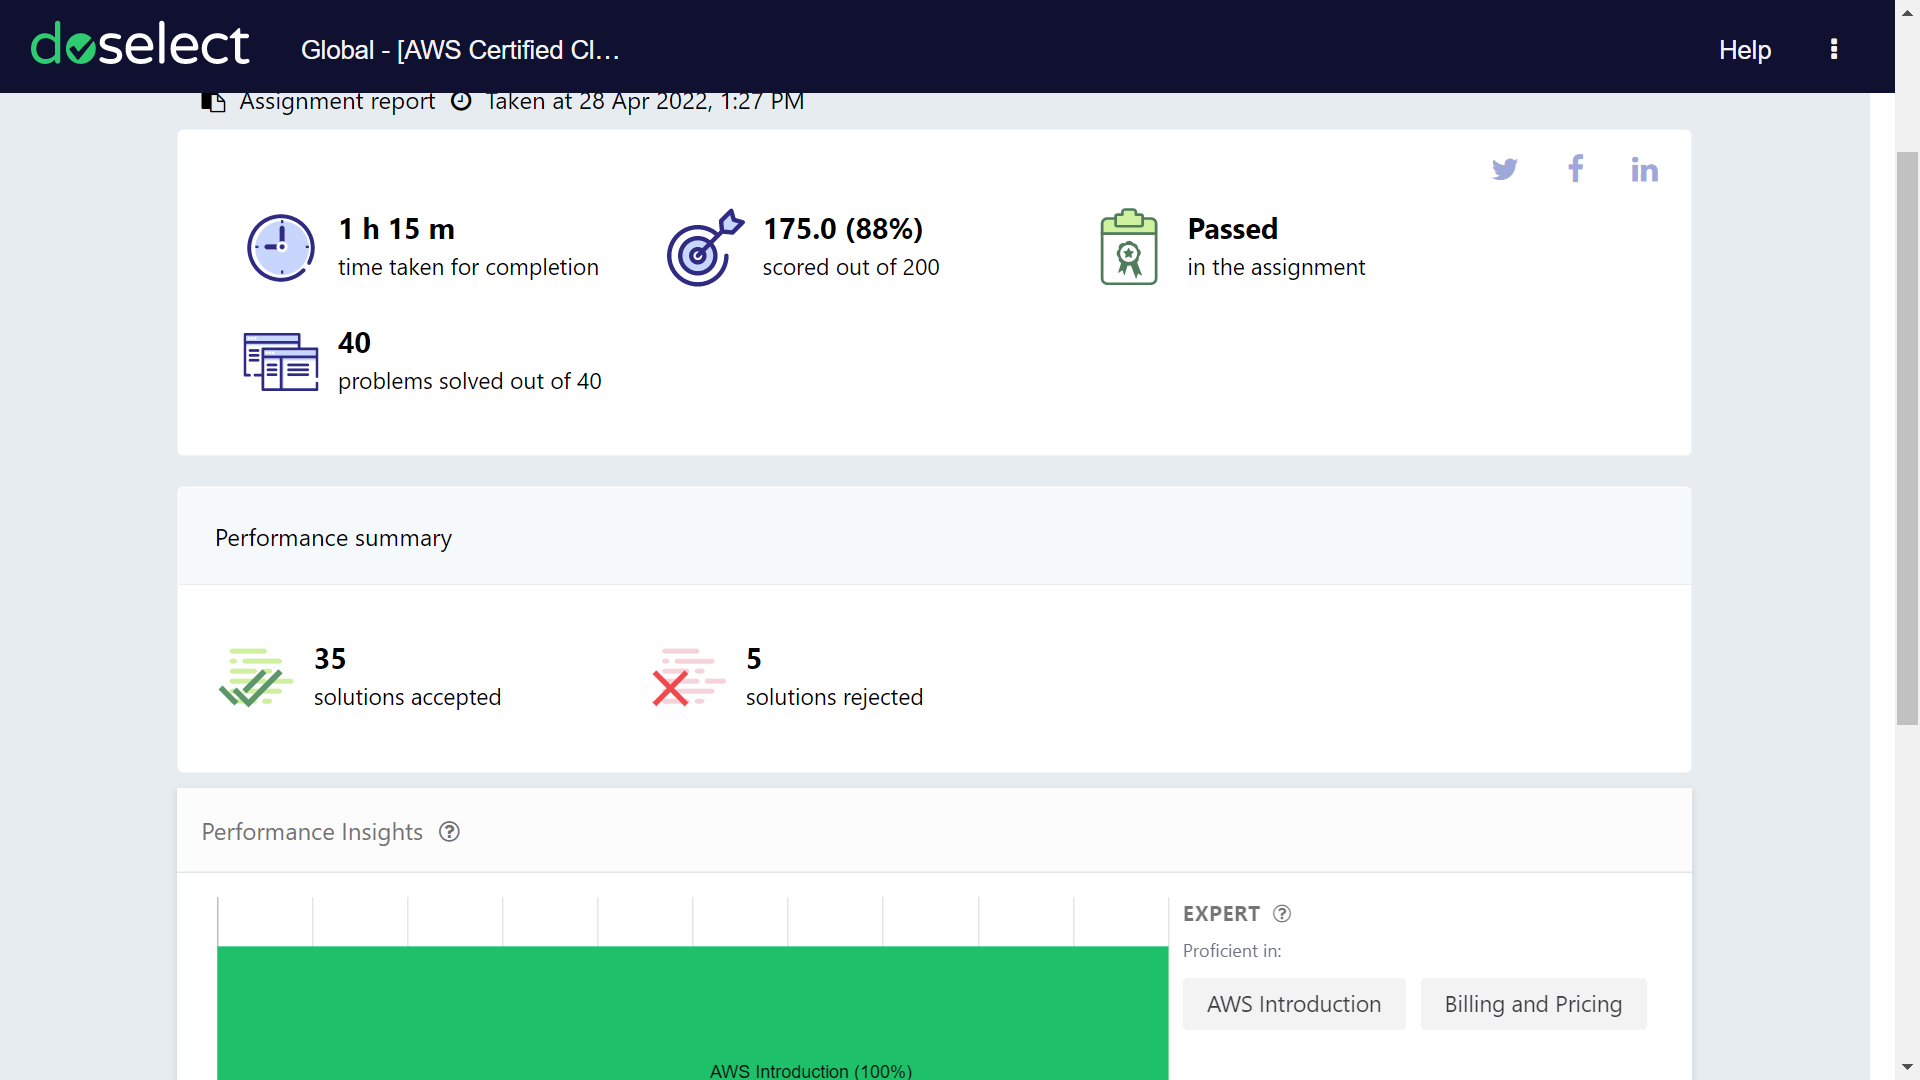 doselect
Global - [AWS Certified Cl...
Help
Assignment report Taken at 28 Apr 2022, 1:27 PM
1 h 15 m
time taken for completion
175.0 (88%)
scored out of 200
Passed
in the assignment
40
problems solved out of 40
Performance summary
35
solutions accepted
5
solutions rejected
Performance Insights
EXPERT
Proficient in:
AWS Introduction
Billing and Pricing
AWS Introduction (100%)